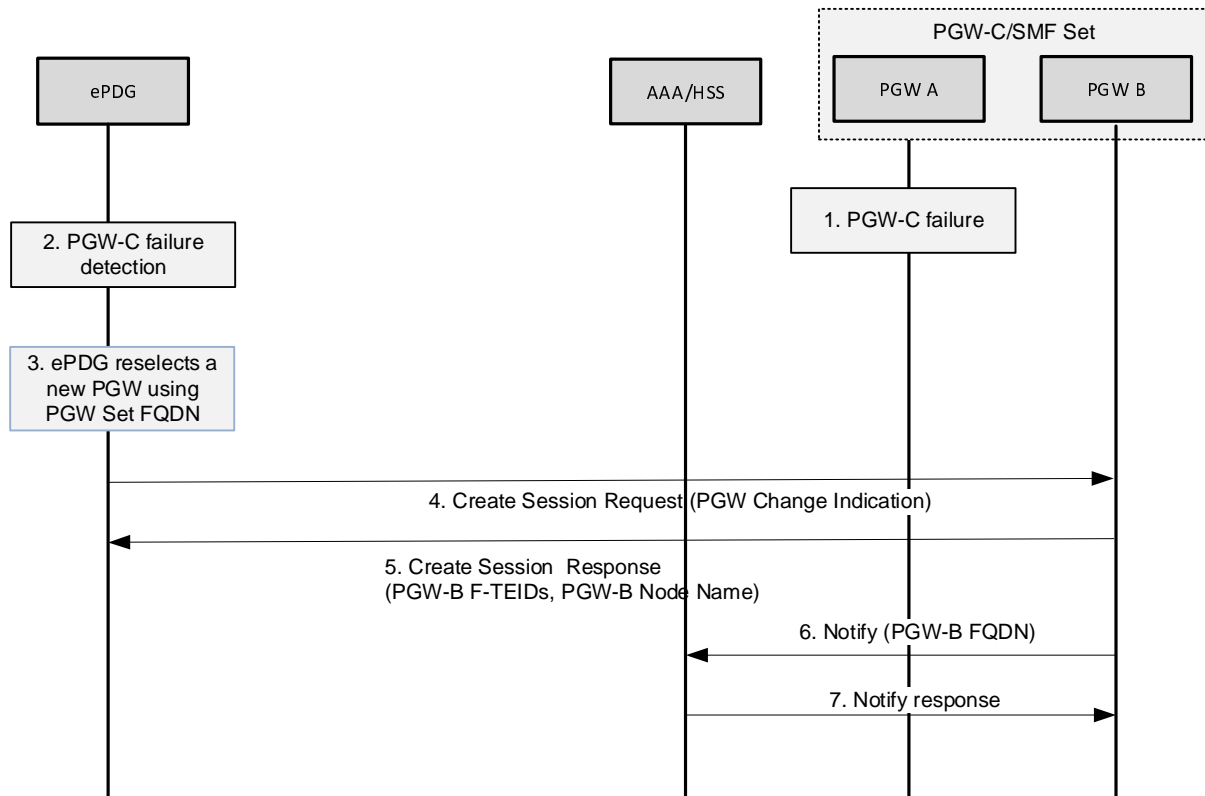 PGW-C/SMF Set
ePDG
AAA/HSS
PGW A
PGW B
1. PGW-C failure
2. PGW-C failure
detection
3. ePDG reselects a
new PGW using
PGW Set FQDN
4. Create Session Request (PGW Change Indication)
5. Create Session Response
(PGW-B F-TEIDs, PGW-B Node Name)
6. Notify (PGW-B FQDN)
7. Notify response